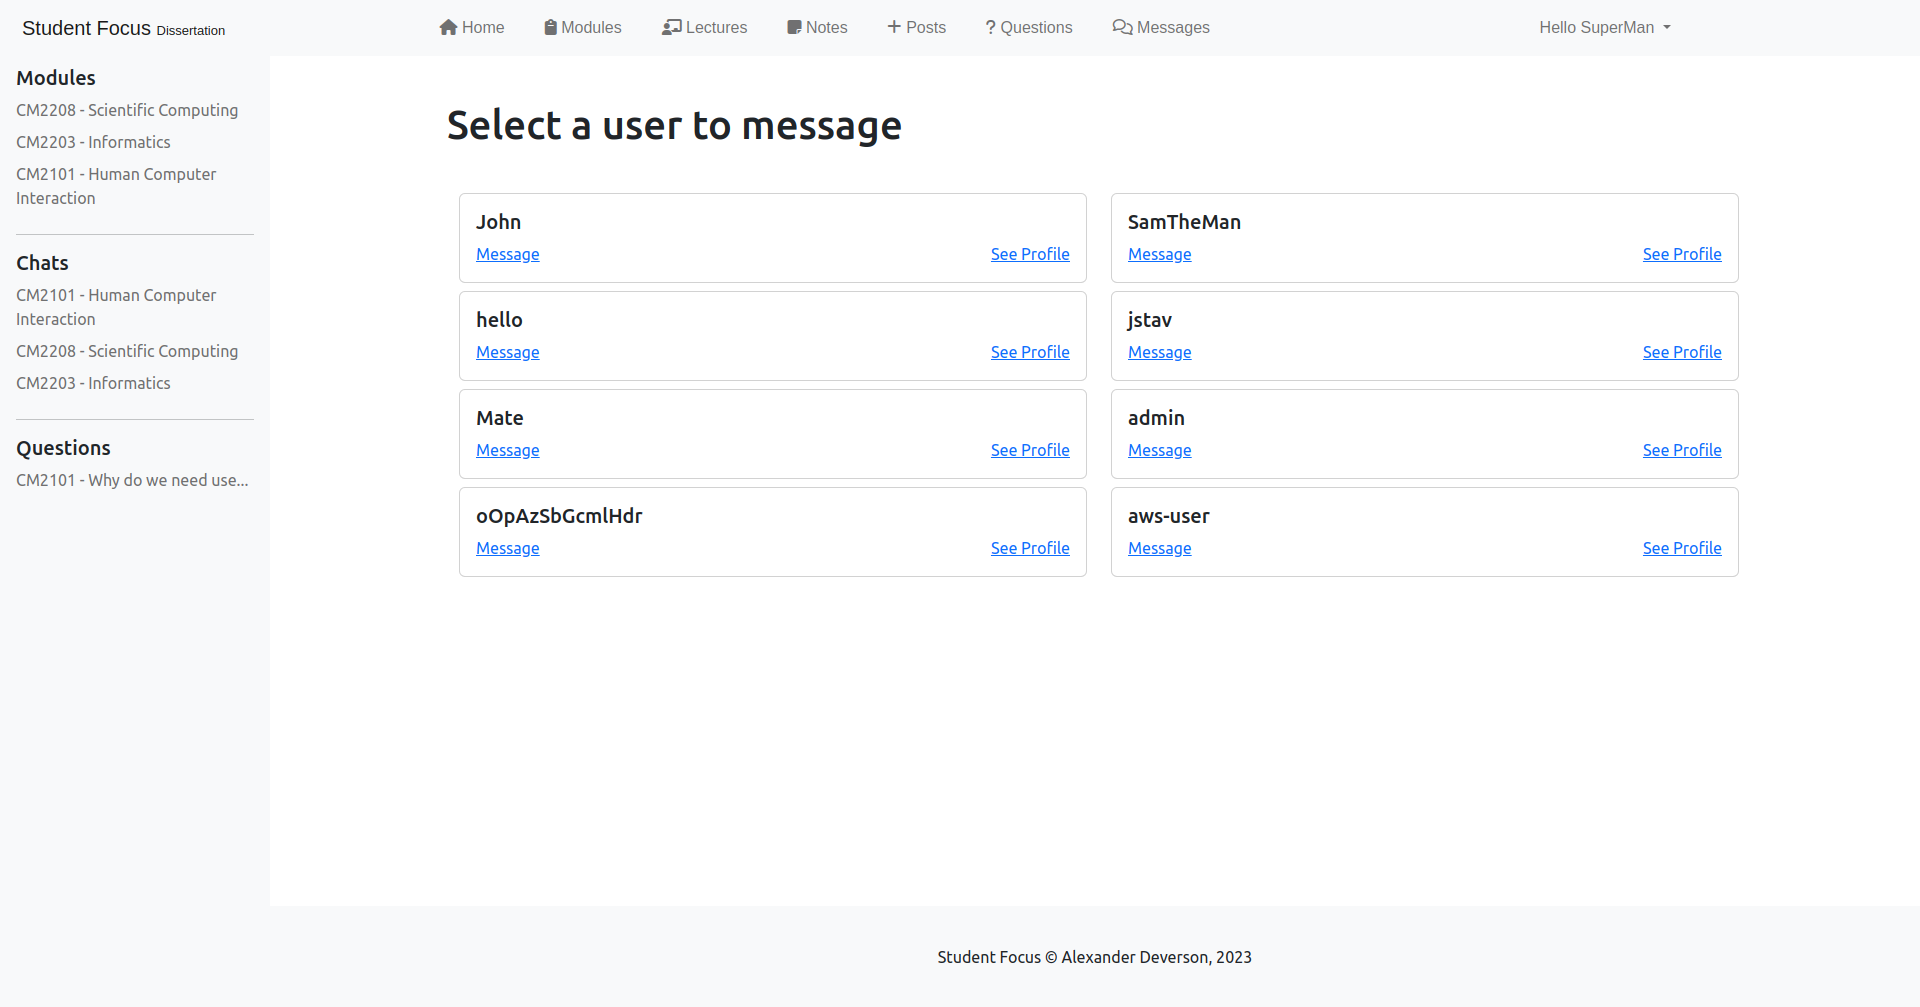 Student Focus Dissertation
Home
Modules
Lectures
Notes
Posts
Questions
Messages
Hello SuperMan
Modules
CM2208 - Scientific Computing
CM2203 - Informatics
CM2101 - Human Computer
Interaction
Chats
CM2101 - Human Computer
Interaction
CM2208 - Scientific Computing
CM2203 - Informatics
Questions
CM2101 - Why do we need use...
Select a user to message
John
Message See Profile
SamTheMan
Message See Profile
hello
Message See Profile
jstav
Message See Profile
Mate
Message See Profile
admin
Message See Profile
oOpAzSbGcmlHdr
Message See Profile
aws-user
Message See Profile
Student Focus © Alexander Deverson, 2023